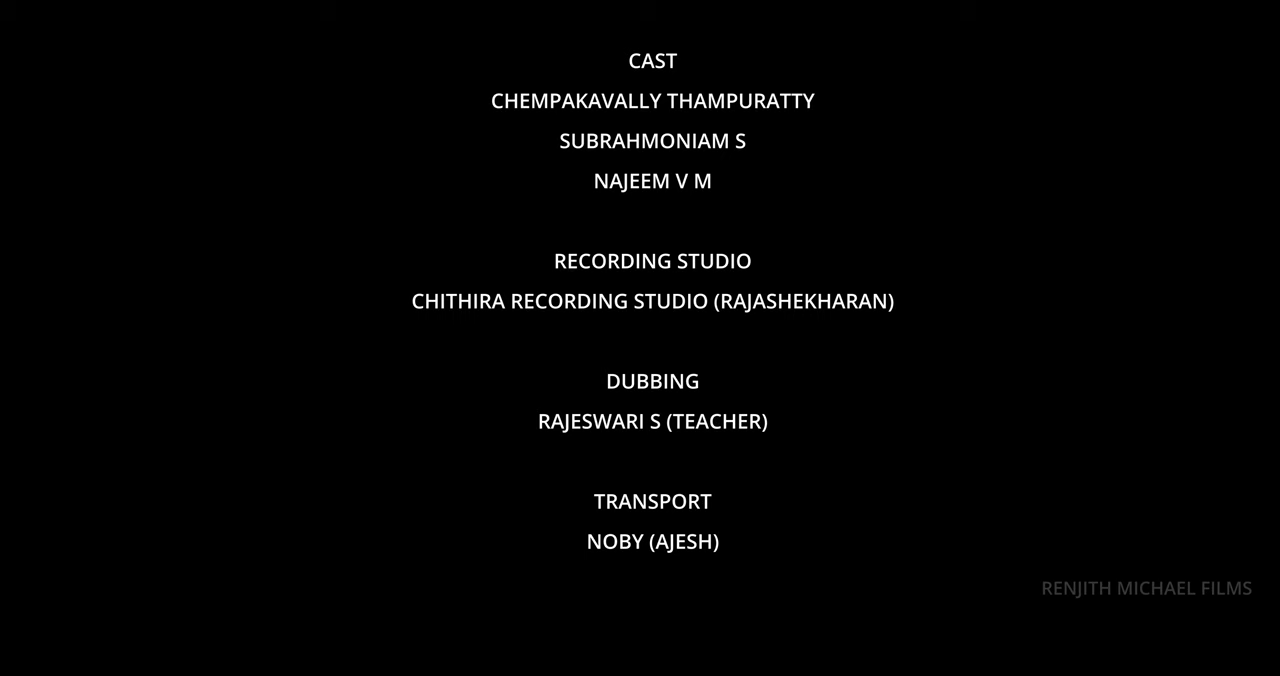 CAST
CHEMPAKAVALLY THAMPURATTY
SUBRAHMONIAM S
NAJEEM V M
RECORDING STUDIO
CHITHIRA RECORDING STUDIO (RAJASHEKHARAN)
DUBBING
RAJESWARI S (TEACHER)
TRANSPORT
NOBY (AJESH)
RENJITH MICHAEL FILMS